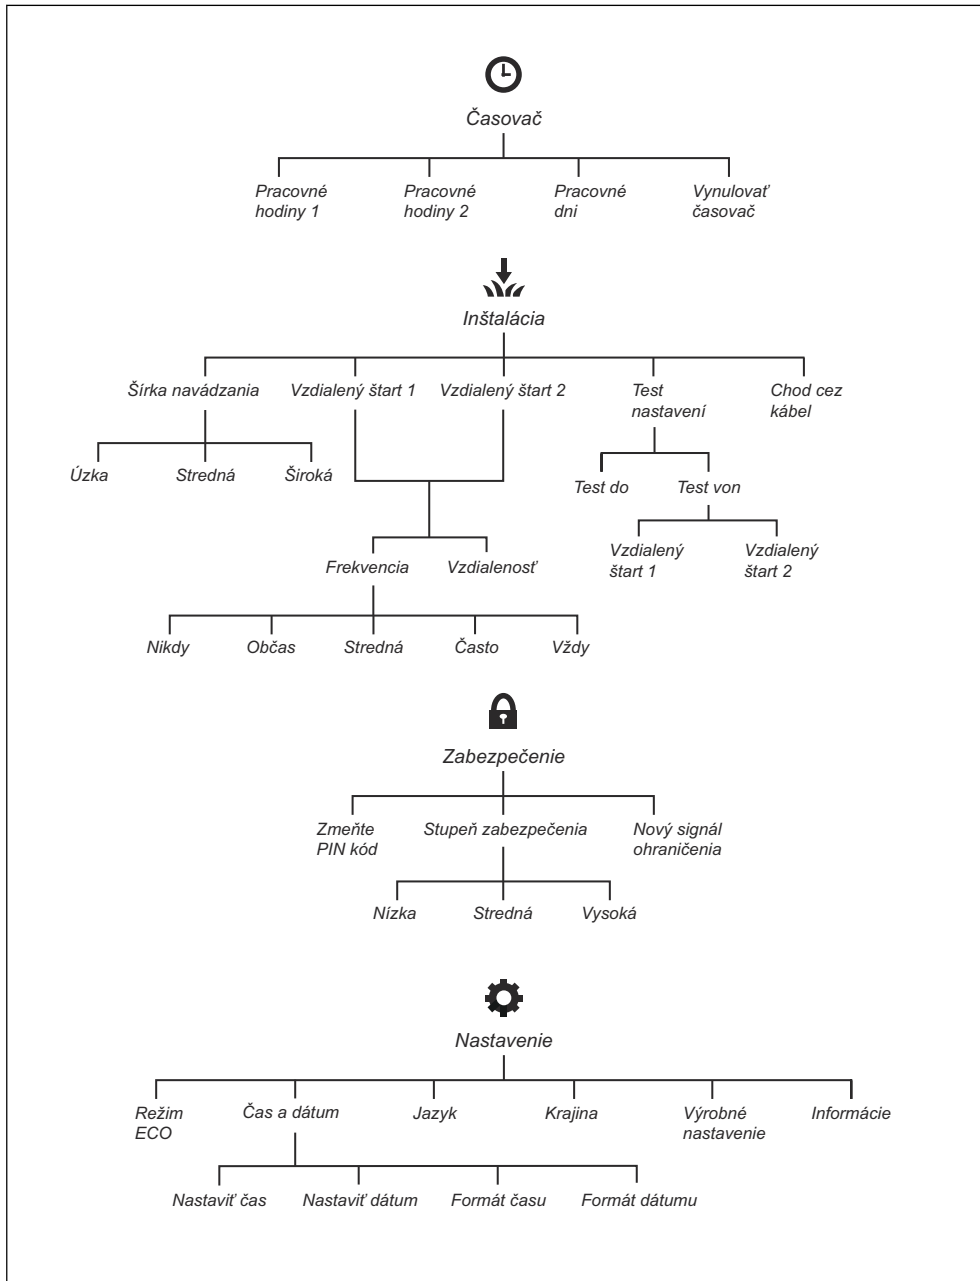 Časovač
Pracovné
hodiny 1
Pracovné
hodiny 2
Pracovné
dni
Vynulovať
časovač
Inštalácia
Šírka navádzania
Vzdialený štart 1
Vzdialený štart 2
Test
nastavení
Chod cez
kábel
Úzka
Stredná
Široká
Test do
Test von
Vzdialený
štart 1
Vzdialený
štart 2
Frekvencia
Vzdialenosť
Nikdy
Občas
Stredná
Často
Vždy
Zabezpečenie
Zmeňte
PIN kód
Stupeň zabezpečenia
Nový signál
ohraničenia
Nízka
Stredná
Vysoká
Nastavenie
Režim
ECO
Čas a dátum
Jazyk
Krajina
Výrobné
nastavenie
Informácie
Nastaviť čas
Nastaviť dátum
Formát času
Formát dátumu